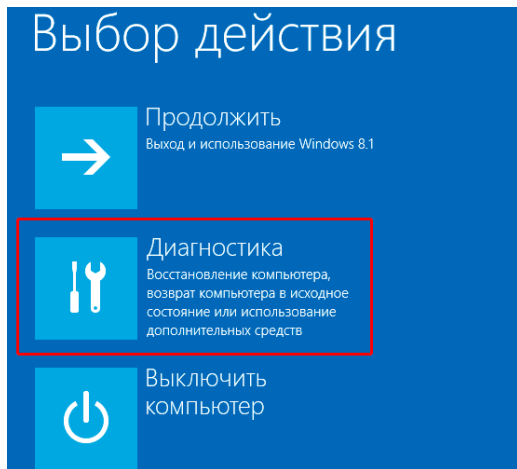 Выбор действия
Продолжить
Выход и использование Windows 8.1
Диагностика
Восстановление компьютера,
возврат компьютера в исходное
состояние или использование
дополнительных средств
Выключить
компьютер